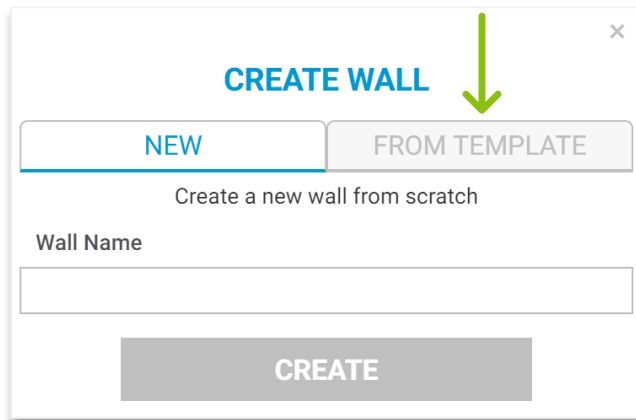 ×
CREATE WALL
NEW
FROM TEMPLATE
Create a new wall from scratch
Wall Name
CREATE